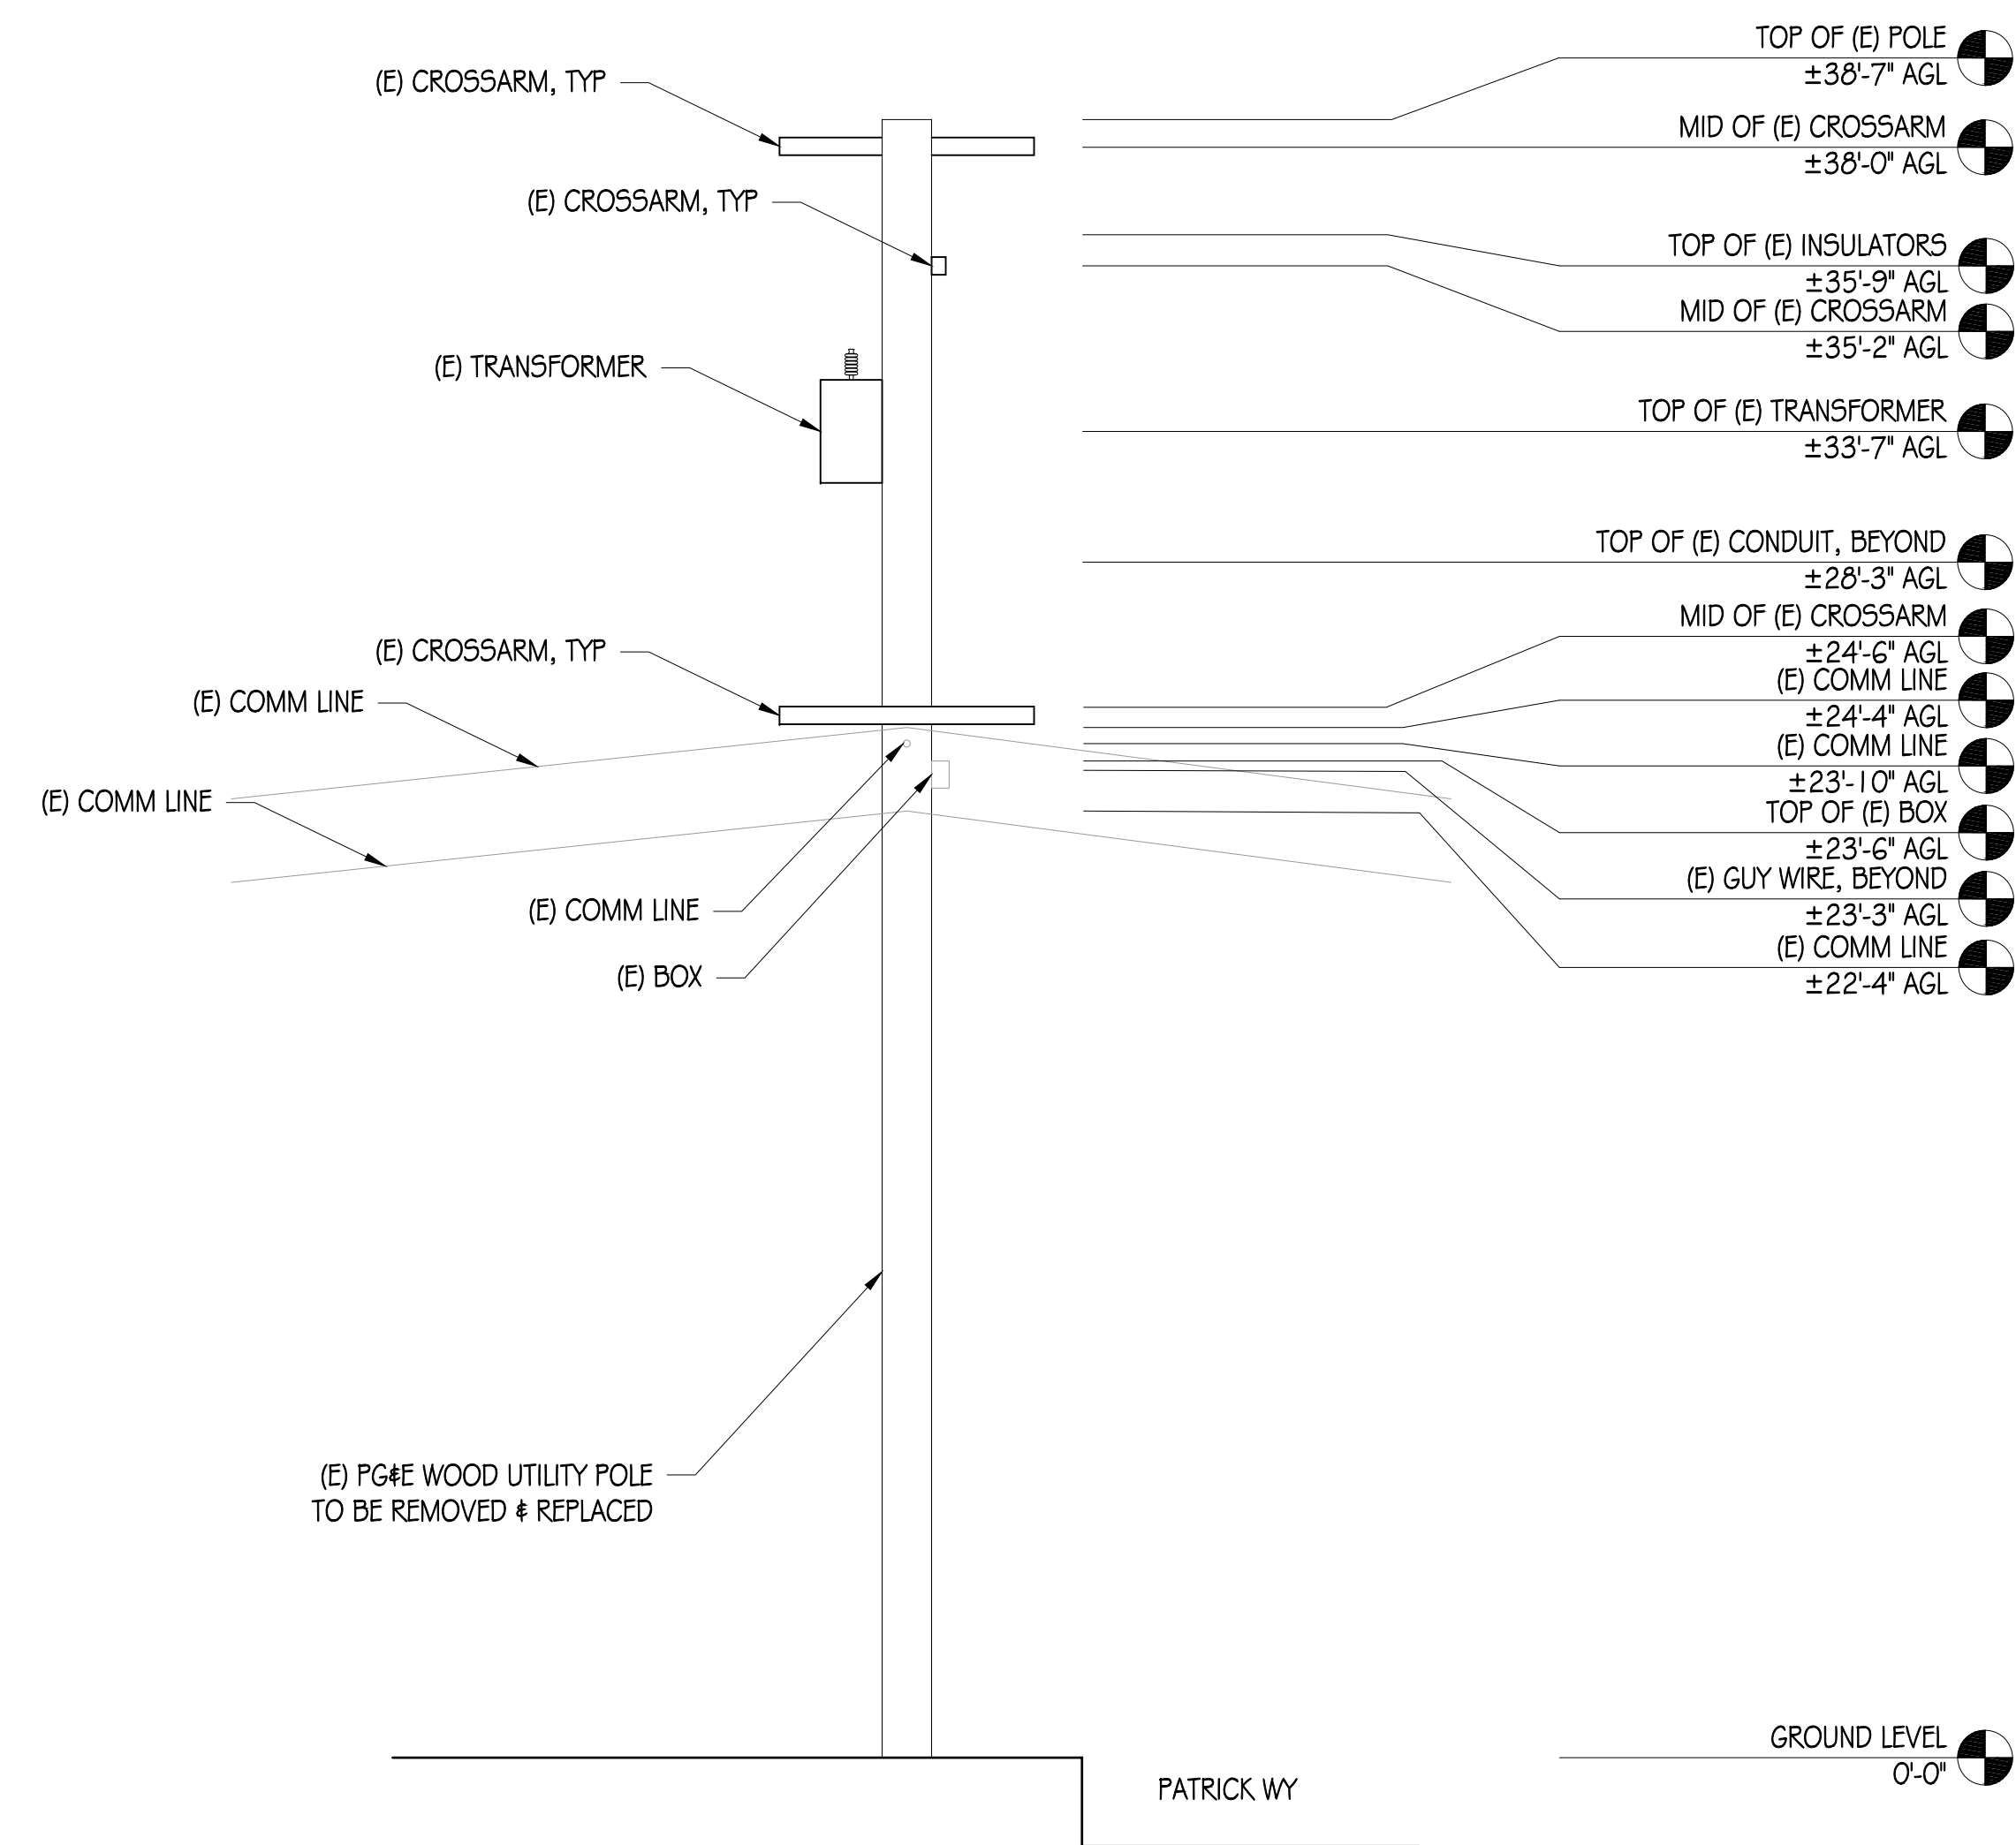 TOP OF (E) POLE
±38'-7" AGL
(E) CROSSARM, TYP
MID OF (E) CROSSARM
±38'-0" AGL
(E) CROSSARM, TYP
TOP OF (E) INSULATORS
±35'-9" AGL
MID OF (E) CROSSARM
±35'-2" AGL
(E) TRANSFORMER
TOP OF (E) TRANSFORMER
±33'-7" AGL
TOP OF (E) CONDUIT, BEYOND
±28'-3" AGL
MID OF (E) CROSSARM
±24'-6" AGL
(E) CROSSARM, TYP
(E) COMM LINE
(E) COMM LINE
±24'-4" AGL
(E) COMM LINE
±23'-10" AGL
(E) COMM LINE
TOP OF (E) BOX
±23'-6" AGL
(E) GUY WIRE, BEYOND
±23'-3" AGL
(E) COMM LINE
(E) COMM LINE
±22'-4" AGL
(E) BOX
(E) PG&E WOOD UTILITY POLE
TO BE REMOVED & REPLACED
GROUND LEVEL
0'-0"
PATRICK WY